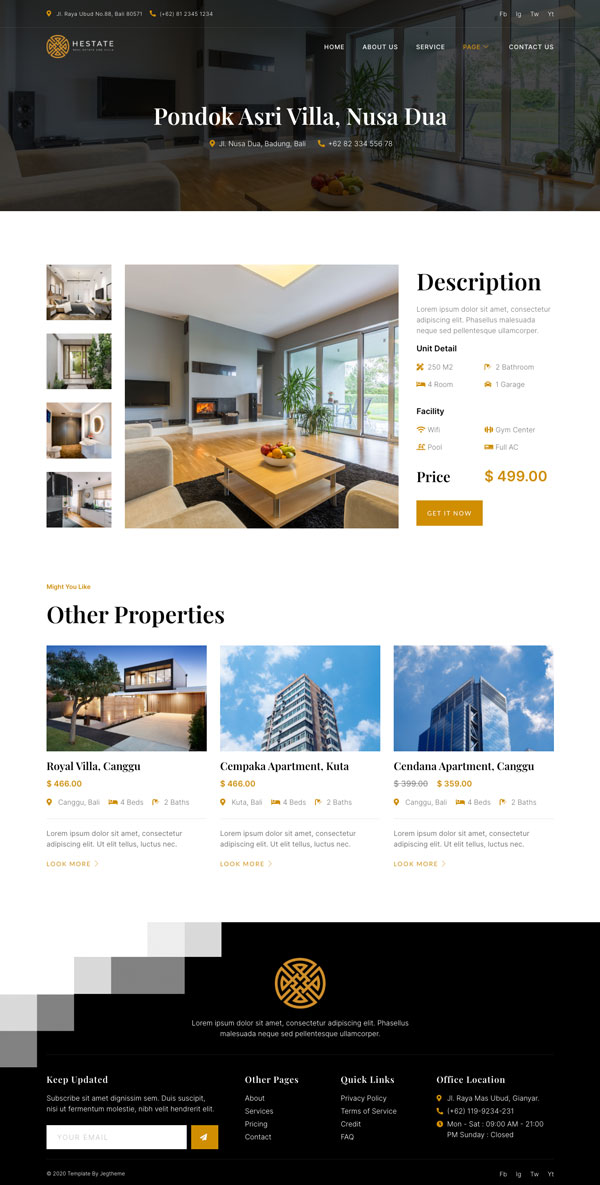 Jl. Raya Ubud No.88, Bali 80571 (+62) 81 2345 1234 Fb Ig Tw Yt
HESTATE
REAL ESTATE AND VILLA
HOME ABOUT US SERVICE PAGE CONTACT US
Pondok Asri Villa, Nusa Dua
Jl. Nusa Dua, Badung, Bali +62 82 334 556 78
Description
Lorem ipsum dolor sit amet, consectetur
adipiscing elit. Phasellus malesuada
neque sed pellentesque ullamcorper.
Unit Detail
250 M2 2 Bathroom
4 Room 1 Garage
Facility
Wifi Gym Center
Pool Full AC
Price $ 499.00
GET IT NOW
Might You Like
Other Properties
Royal Villa, Canggu
$ 466.00
Canggu, Bali 4 Beds 2 Baths
Lorem ipsum dolor sit amet, consectetur
adipiscing elit. Ut elit tellus, luctus nec.
LOOK MORE
Cempaka Apartment, Kuta
$ 466.00
Kuta, Bali 4 Beds 2 Baths
Lorem ipsum dolor sit amet, consectetur
adipiscing elit. Ut elit tellus, luctus nec.
LOOK MORE
Cendana Apartment, Canggu
$ 399.00 $ 359.00
Canggu, Bali 4 Beds 2 Baths
Lorem ipsum dolor sit amet, consectetur
adipiscing elit. Ut elit tellus, luctus nec.
LOOK MORE
Lorem ipsum dolor sit amet, consectetur adipiscing elit. Phasellus
malesuada neque sed pellentesque ullamcorper.
Keep Updated
Subscribe sit amet dignissim sem. Duis suscipit,
nisi ut fermentum molestie, nibh velit hendrerit elit.
YOUR EMAIL
Other Pages
About
Services
Pricing
Contact
Quick Links
Privacy Policy
Terms of Service
Credit
FAQ
Office Location
Jl. Raya Mas Ubud, Gianyar.
(+62) 119-9234-231
Mon - Sat : 09:00 AM - 21:00
PM Sunday : Closed
© 2020 Template By Jegtheme Fb Ig Tw Yt